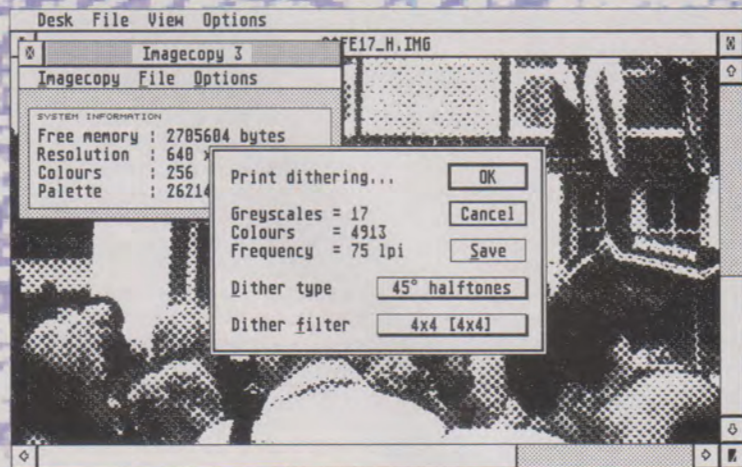 Desk File View Options
FE17_H.IMG
Imagecopy 3
Imagecopy File Options
SYSTEM INFORMATION
Free memory : 2705604 bytes
Resolution : 640 x
Colours : 256
Palette : 26214
Print dithering...
OK
Greyscales = 17
Cancel
Colours = 4913
Frequency = 75 lpi
Save
Dither type
45° halftones
Dither filter
4x4 [4x4]